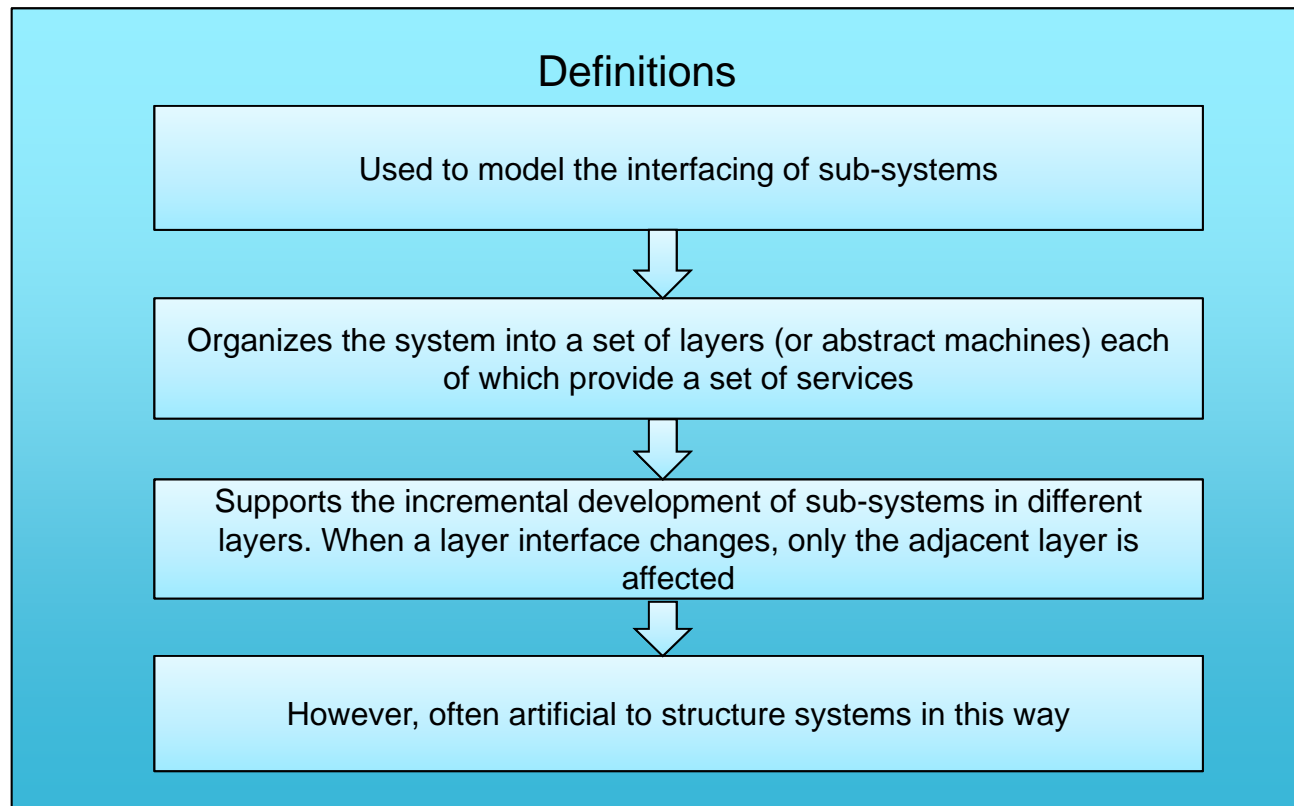 Definitions
Used to model the interfacing of sub-systems
Organizes the system into a set of layers (or abstract machines) each
of which provide a set of services
Supports the incremental development of sub-systems in different
layers. When a layer interface changes, only the adjacent layer is
affected
However, often artificial to structure systems in this way